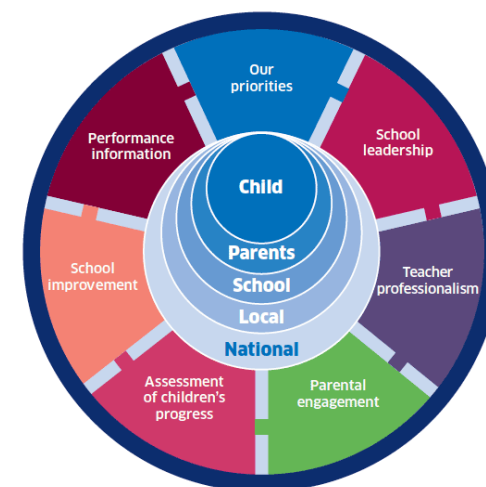 Our
priorities
School
leadership
Teacher
professionalism
Parental
engagement
Assessment
of children's
progress
School
improvement
Performance
information
Child
Parents
School
Local
National